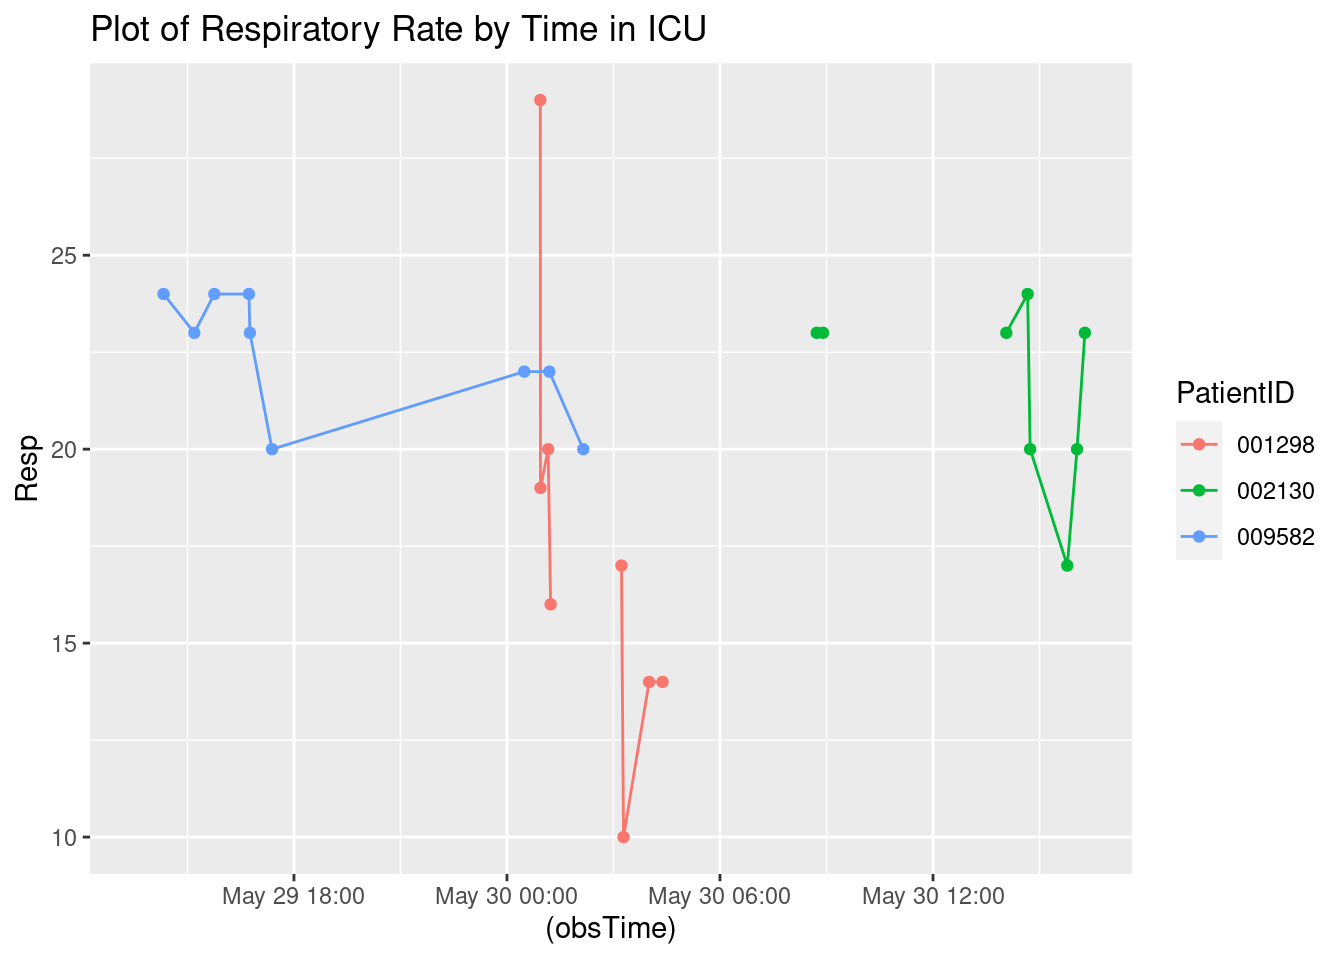 Plot of Respiratory Rate by Time in ICU
Resp
25
20
15
10
May 29 18:00
May 30 00:00
May 30 06:00
May 30 12:00
(obsTime)
PatientID
001298
002130
009582